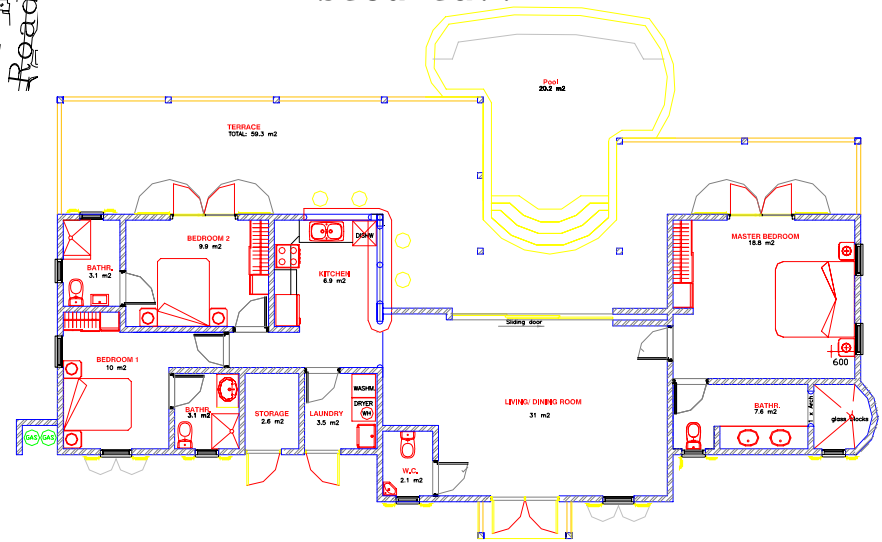 Road
Pool
20.2 m2
TERRACE
TOTAL: 59.3 m2
BEDROOM 2
9.9 m2
DISHW
MASTER BEDROOM
18.8 m2
BATHR.
3.1 m2
KITCHEN
6.9 m2
Sliding door
600
BEDROOM 1
10 m2
WASHM.
DRYER
WH
BATHR.
3.1 m2
STORAGE
2.6 m2
LAUNDRY
3.5 m2
LIVING/ DINING ROOM
31 m2
BATHR.
7.6 m2
glass blocks
GAS
GAS
W.C.
2.1 m2